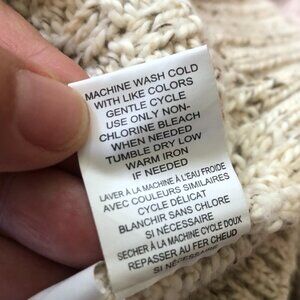 MACHINE WASH COLD
WITH LIKE COLORS
GENTLE CYCLE
USE ONLY NON-
CHLORINE BLEACH
WHEN NEEDED
TUMBLE DRY LOW
WARM IRON
IF NEEDED
LAVER À LA MACHINE À L'EAU FROIDE
AVEC COULEURS SIMILAIRES
CYCLE DÉLICAT
BLANCHIR SANS CHLORE
SI NÉCESSAIRE
SÉCHER À LA MACHINE CYCLE DOUX
REPASSER AU FER CHEUD
SI NÉCESSAIRE